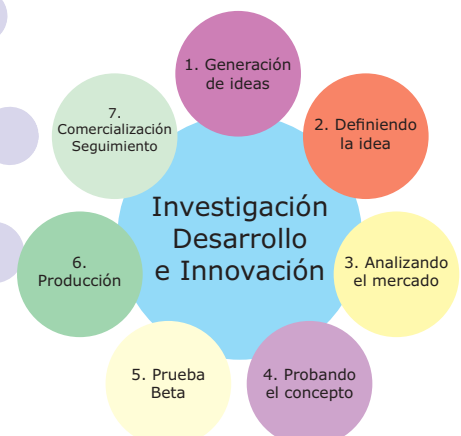 Investigación
Desarrollo
e Innovación
1. Generación
de ideas
2. Definiendo
la idea
3. Analizando
el mercado
4. Probando
el concepto
5. Prueba
Beta
6.
Producción
7.
Comercialización
Seguimiento